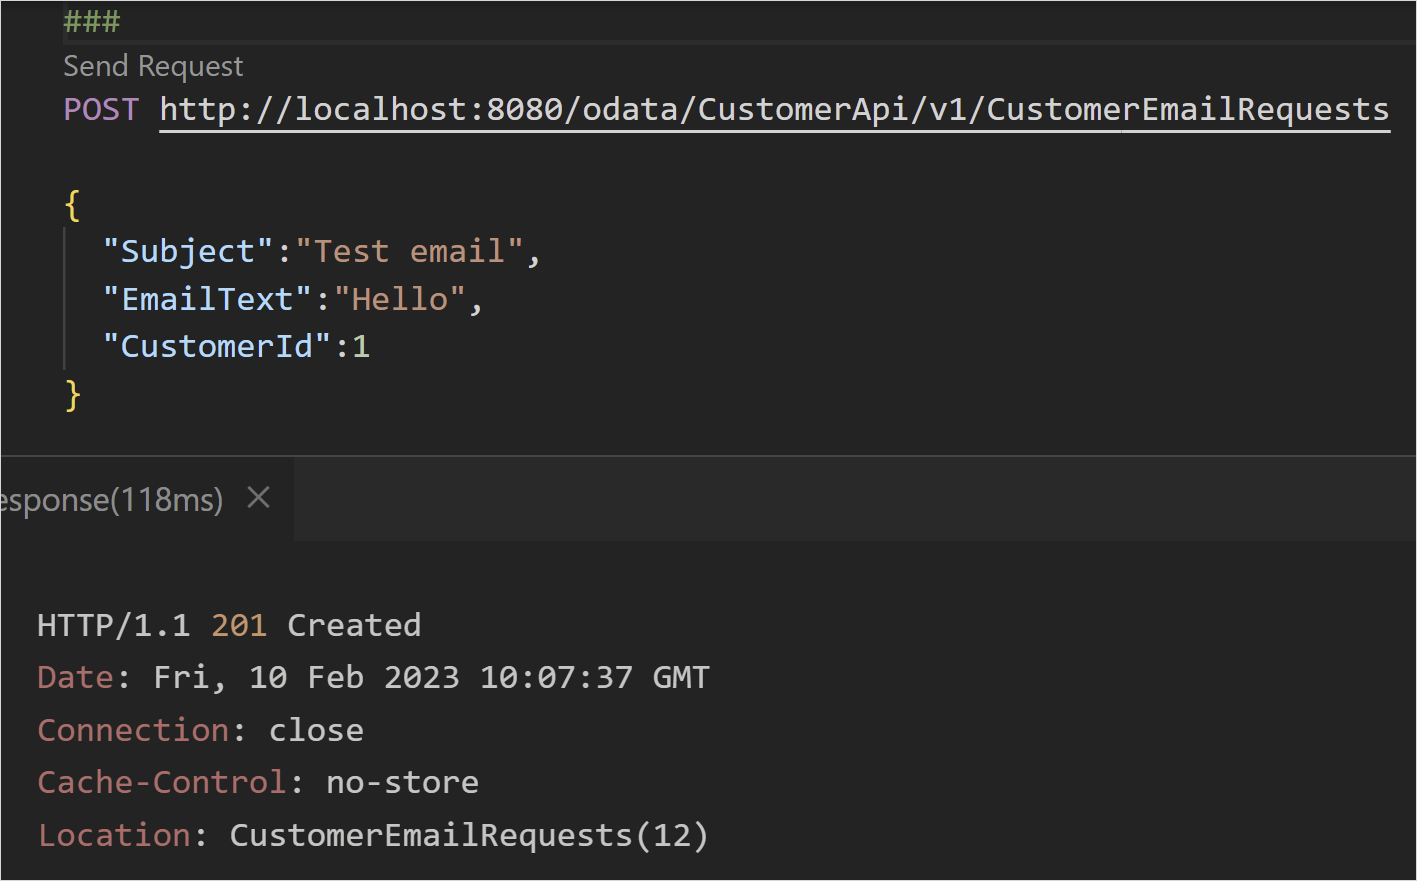 ###
Send Request
POST http://localhost:8080/odata/CustomerApi/v1/CustomerEmailRequests
{
"Subject":"Test email",
"EmailText":"Hello",
"CustomerId":1
}
esponse(118ms) ×
HTTP/1.1 201 Created
Date: Fri, 10 Feb 2023 10:07:37 GMT
Connection: close
Cache-Control: no-store
Location: CustomerEmailRequests(12)